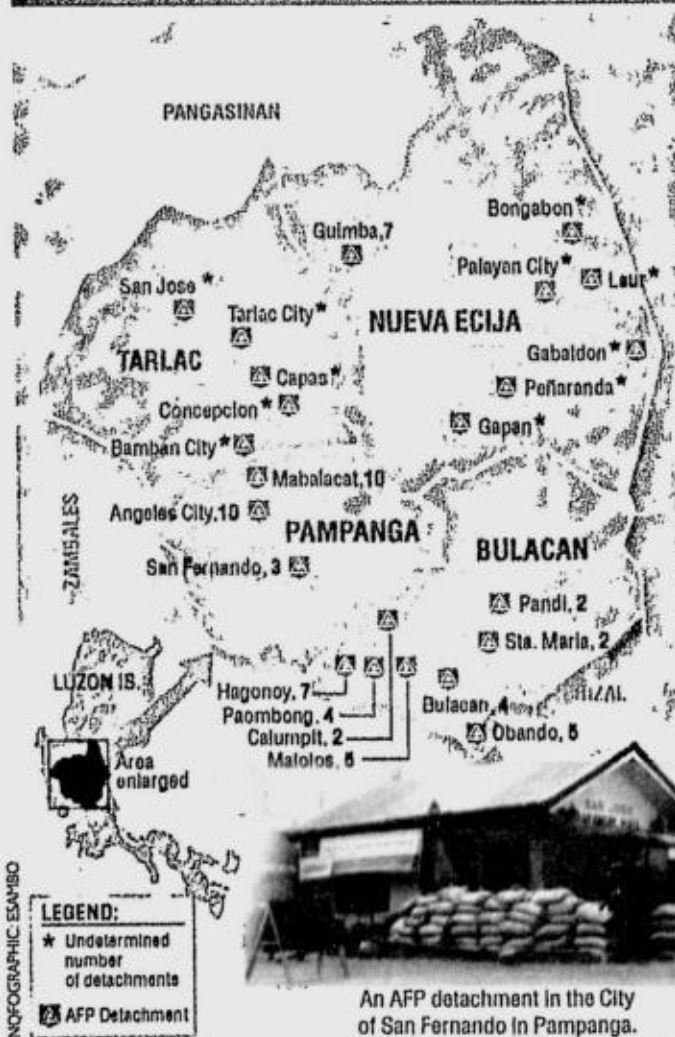 PANGASINAN
Bongabon*
Guimba, 7
Palayan City*
Laur*
San Jose *
Tarlac City*
NUEVA ECIJA
TARLAC
Gabaldon*
Capas*
Peñaranda*
Concepcion*
Gapan*
Bamban City*
Mabalacat, 10
Angeles City, 10
PAMPANGA
ZAMBALES
BULACAN
San Fernando, 3
Pandi, 2
Sta. Maria, 2
LUZON IS.
Hagonoy, 7
Paombong, 4
Calumpit, 2
Malolos, 5
Bulacan, 4
RIZAL
Obando, 5
Area
enlarged
SAN JOSE
LEGEND:
* Undetermined
number
of detachments
AFP Detachment
An AFP detachment in the City
of San Fernando in Pampanga.